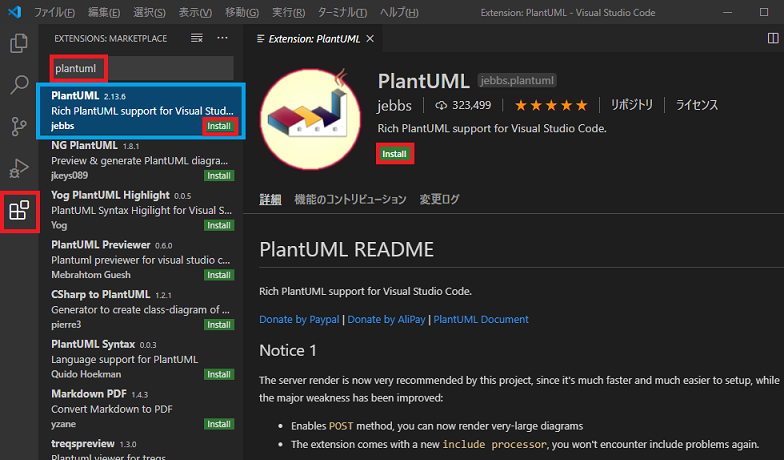 ファイル(F) 編集(E) 選択(S) 表示(V) 移動(G) 実行(R) ターミナル(T) ヘルプ(H) Extension: PlantUML - Visual Studio Code
EXTENSIONS: MARKETPLACE
plantuml
PlantUML 2.13.6
Rich PlantUML support for Visual Stud...
jebbs Install
NG PlantUML 1.8.1
Preview & generate PlantUML diagra...
jkeys089 Install
Yog PlantUML Highlight 0.0.5
PlantUML Syntax Higilight for Visual S...
Yog Install
PlantUML Previewer 0.6.0
Plantuml previewer for visual studio c...
Mebrahtom Guesh Install
CSharp to PlantUML 1.2.1
Generator to create class-diagram of ...
pierre3 Install
PlantUML Syntax 0.0.3
Language support for PlantUML
Quido Hoekman Install
Markdown PDF 1.4.3
Convert Markdown to PDF
yzane Install
treqspreview 1.3.0
Plantuml viewer for treqs
Extension: PlantUML
PlantUML jebbs.plantuml
jebbs 323,499 リポジトリ ライセンス
Rich PlantUML support for Visual Studio Code.
Install
詳細 機能のコントリビューション 変更ログ
PlantUML README
Rich PlantUML support for Visual Studio Code.
Donate by Paypal | Donate by AliPay | PlantUML Document
Notice 1
The server render is now very recommended by this project, since it's much faster and much easier to setup, while
the major weakness has been improved:
• Enables POST method, you can now render very-large diagrams
• The extension comes with a new include processor, you won't encounter include problems again.